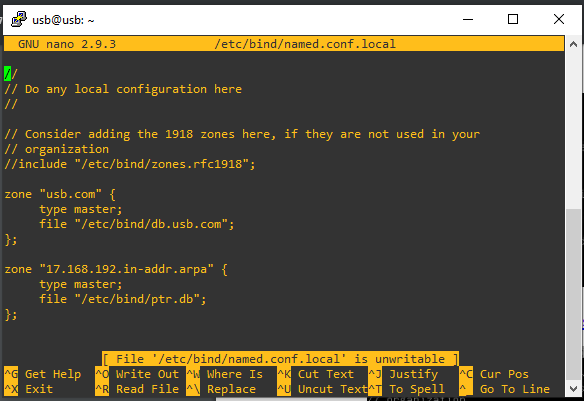 usb@usb: ~
GNU nano 2.9.3 /etc/bind/named.conf.local
//
// Do any local configuration here
//
// Consider adding the 1918 zones here, if they are not used in your
// organization
//include "/etc/bind/zones.rfc1918";
zone "usb.com" {
type master;
file "/etc/bind/db.usb.com";
};
zone "17.168.192.in-addr.arpa" {
type master;
file "/etc/bind/ptr.db";
};
[ File '/etc/bind/named.conf.local' is unwritable ]
^G Get Help ^O Write Out ^W Where Is ^K Cut Text ^J Justify ^C Cur Pos
^X Exit ^R Read File ^\ Replace ^U Uncut Text ^T To Spell ^_ Go To Line